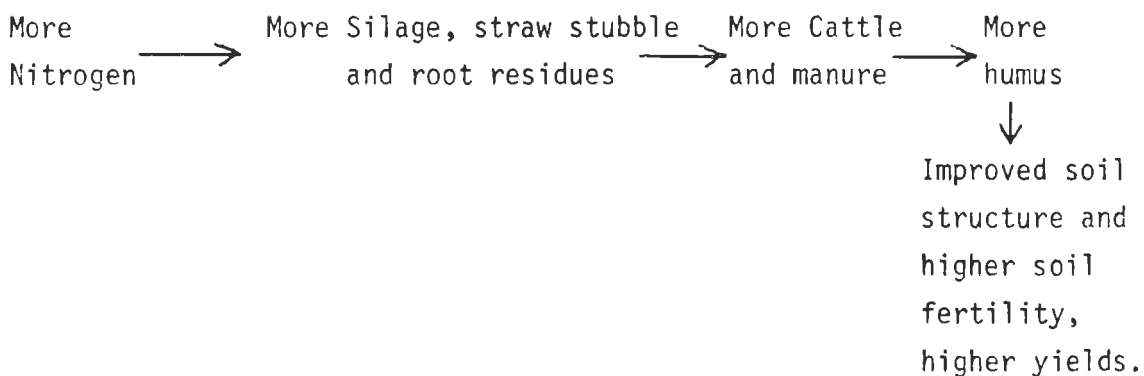 More
Nitrogen
More Silage, straw stubble
and root residues
More Cattle
and manure
More
humus
Improved soil
structure and
higher soil
fertility,
higher yields.